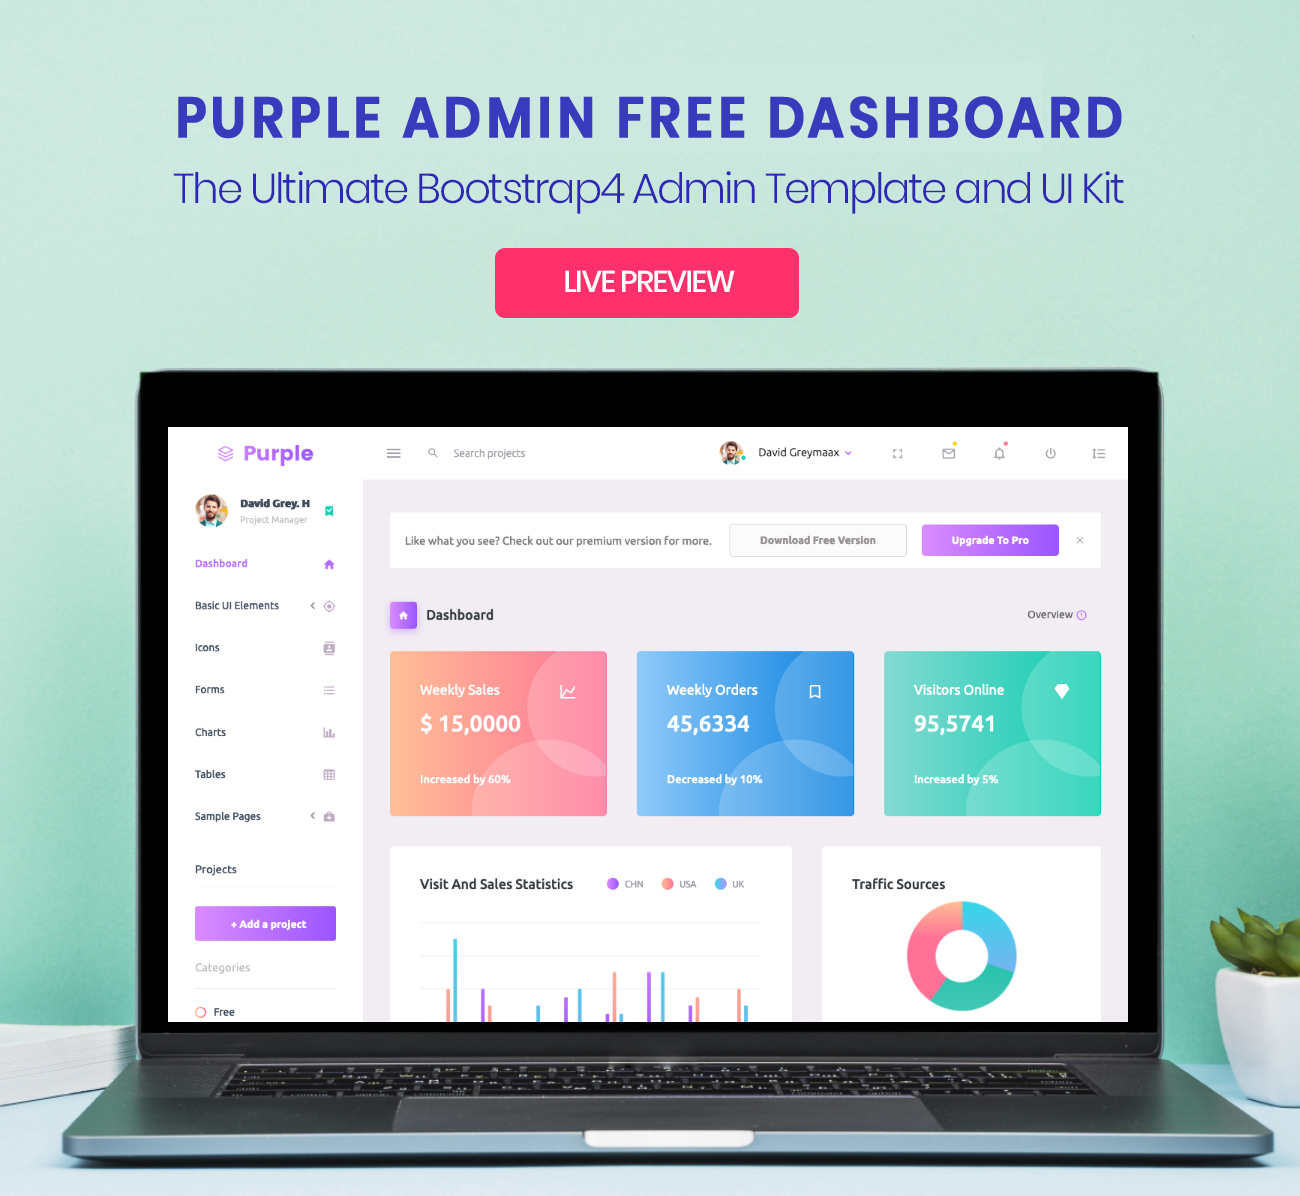 PURPLE ADMIN FREE DASHBOARD
The Ultimate Bootstrap4 Admin Template and UI Kit
LIVE PREVIEW
Purple
Search projects
David Greymaax
David Grey. H
Project Manager
Dashboard
Basic UI Elements
Icons
Forms
Charts
Tables
Sample Pages
Projects
+ Add a project
Categories
Free
Like what you see? Check out our premium version for more.
Download Free Version
Upgrade To Pro
Dashboard
Overview
Weekly Sales
$ 15,0000
Increased by 60%
Weekly Orders
45,6334
Decreased by 10%
Visitors Online
95,5741
Increased by 5%
Visit And Sales Statistics
CHN
USA
UK
Traffic Sources